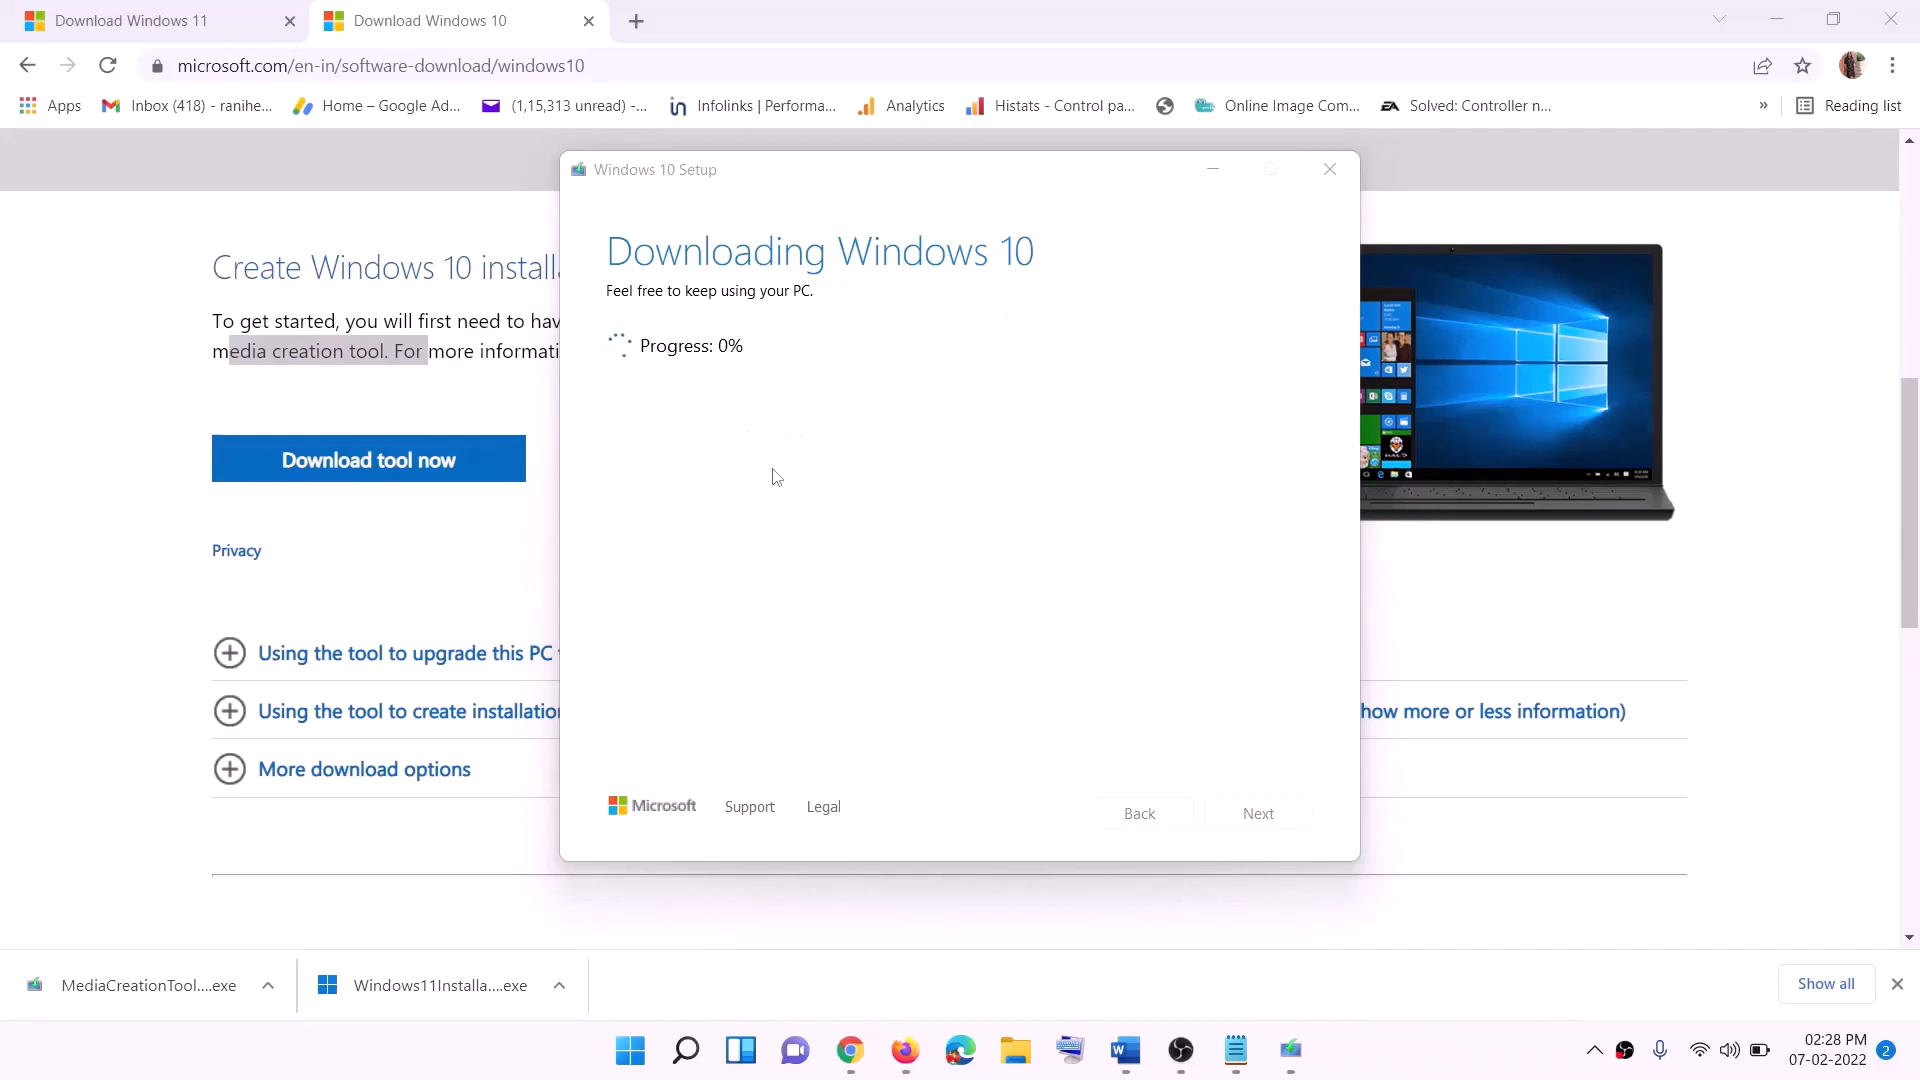 Download Windows 11
Download Windows 10
microsoft.com/en-in/software-download/windows10
Apps
Inbox (418) - ranihe...
Home – Google Ad...
(1,15,313 unread) -...
Infolinks | Performa...
Analytics
Histats - Control pa...
Online Image Com...
Solved: Controller n...
»
Reading list
Windows 10 Setup
Downloading Windows 10
Feel free to keep using your PC.
Progress: 0%
Create Windows 10 install
To get started, you will first need to hav
media creation tool. For more informati
Download tool now
Privacy
Using the tool to upgrade this PC
Using the tool to create installation
how more or less information)
More download options
Microsoft
Support
Legal
Back
Next
MediaCreationTool....exe
Windows11Installa....exe
Show all
02:28 PM
07-02-2022
2